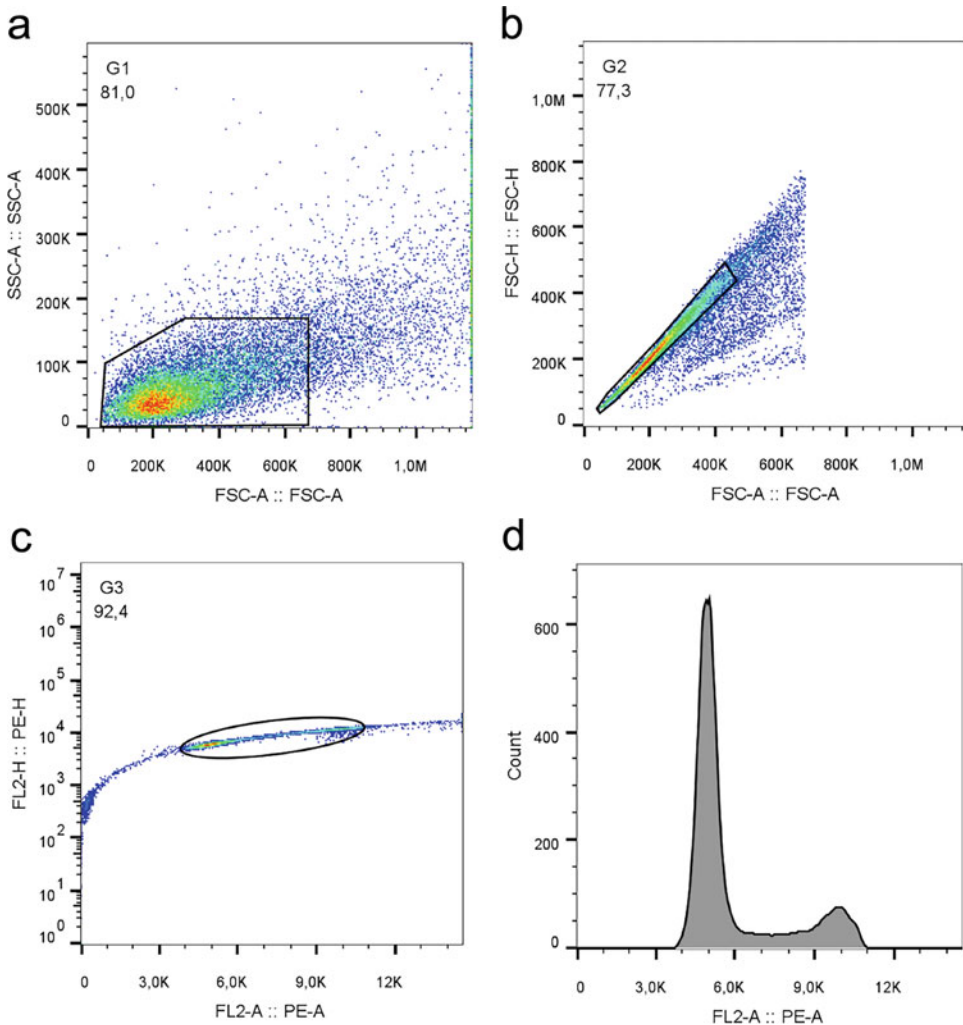 a
G1
81,0
500K
400K
300K
200K
100K
0
SSC-A :: SSC-A
0 200K 400K 600K 800K 1,0M
FSC-A :: FSC-A
b
G2
77,3
1,0M
800K
600K
400K
200K
0
FSC-H :: FSC-H
0 200K 400K 600K 800K 1,0M
FSC-A :: FSC-A
c
G3
92,4
10⁷
10⁶
10⁵
10⁴
10³
10²
10¹
10⁰
FL2-H :: PE-H
0 3,0K 6,0K 9,0K 12K
FL2-A :: PE-A
d
600
400
200
0
Count
0 3,0K 6,0K 9,0K 12K
FL2-A :: PE-A